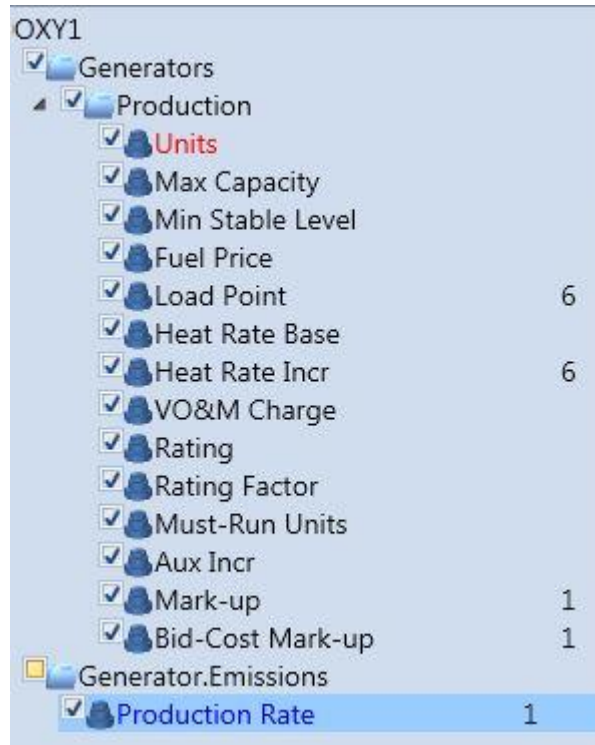 OXY1
Generators
Production
Units
Max Capacity
Min Stable Level
Fuel Price
Load Point 6
Heat Rate Base
Heat Rate Incr 6
VO&M Charge
Rating
Rating Factor
Must-Run Units
Aux Incr
Mark-up 1
Bid-Cost Mark-up 1
Generator.Emissions
Production Rate 1